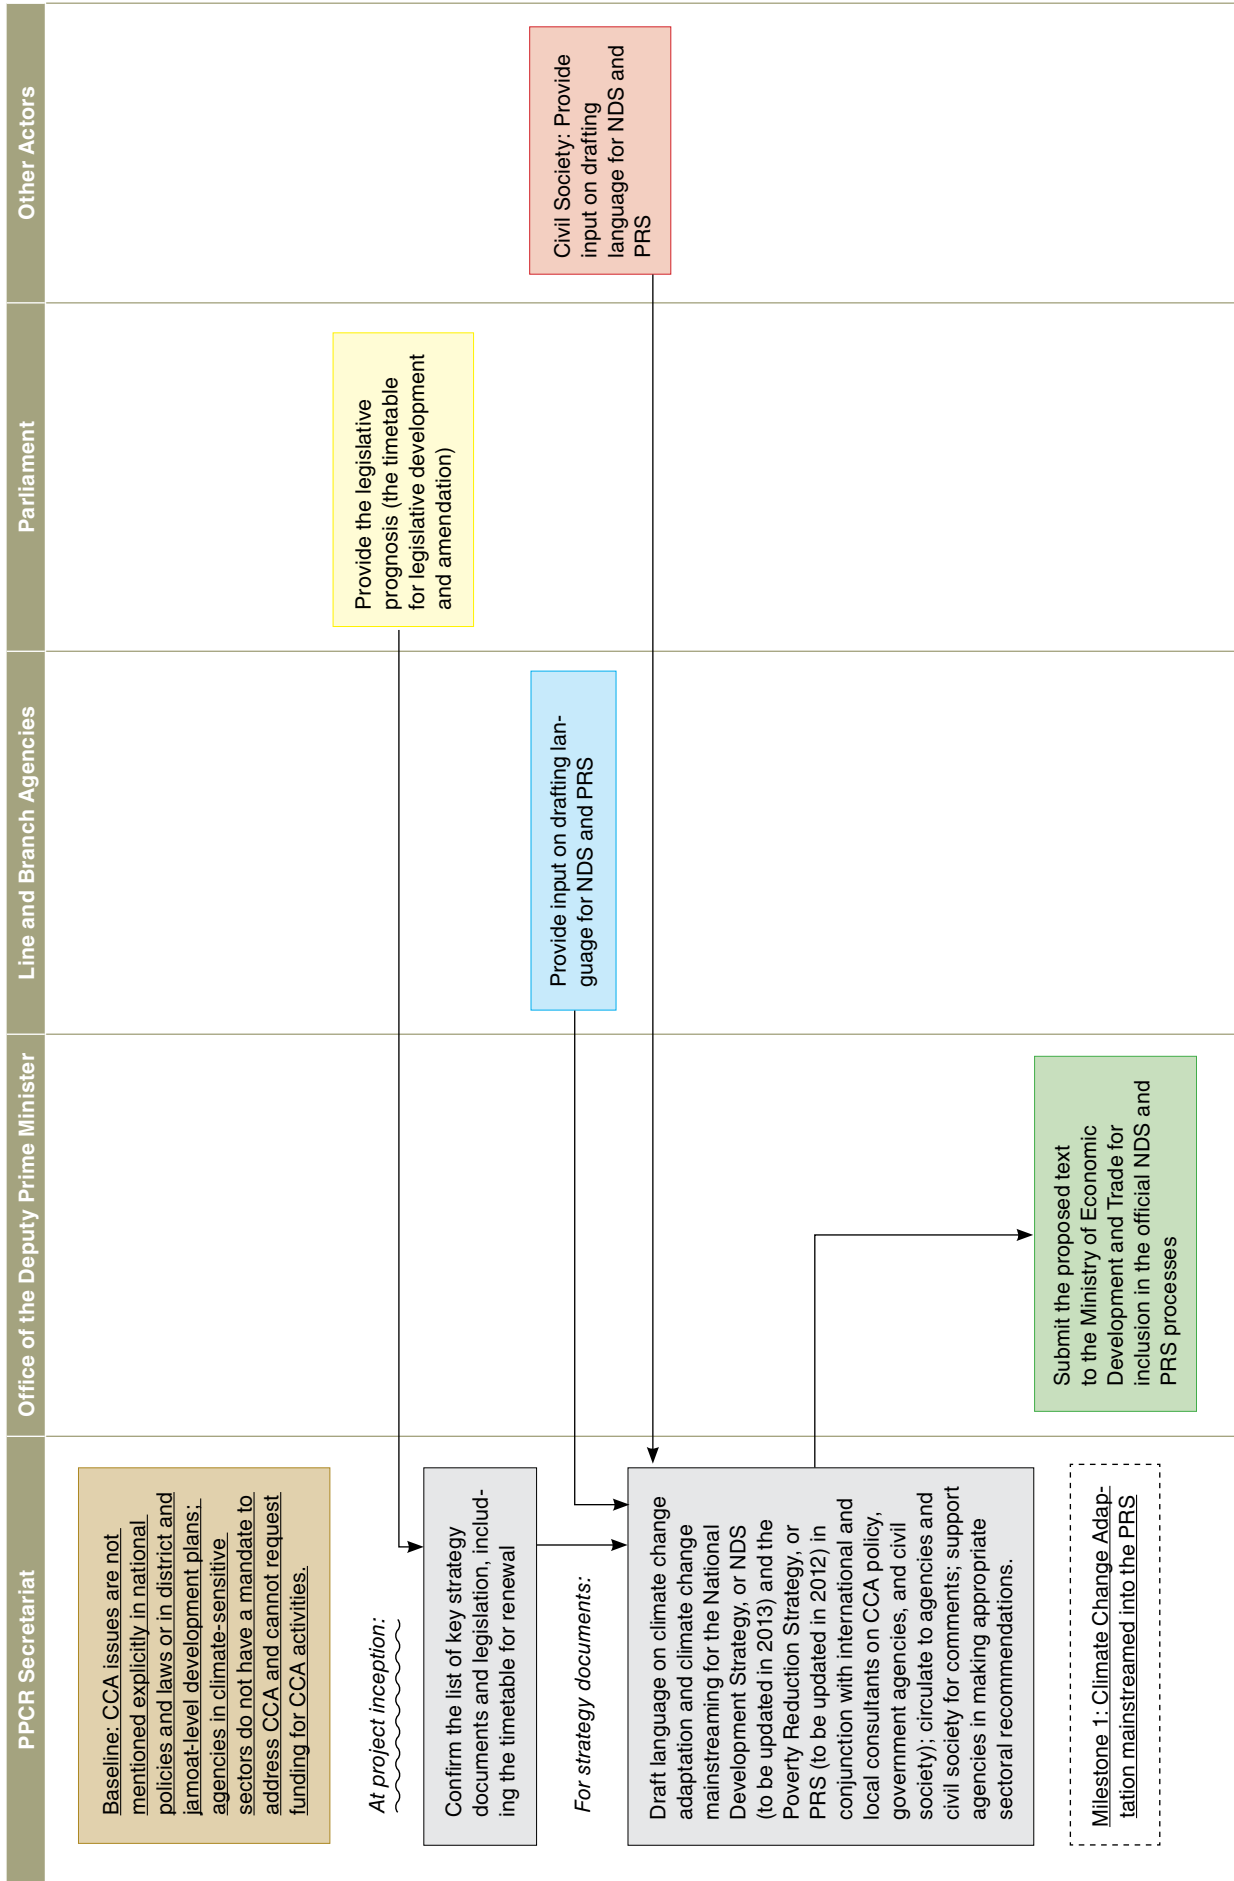 PPCR Secretariat
Office of the Deputy Prime Minister
Line and Branch Agencies
Parliament
Other Actors
Baseline: CCA issues are not
mentioned explicitly in national
policies and laws or in district and
jamoat-level development plans;
agencies in climate-sensitive
sectors do not have a mandate to
address CCA and cannot request
funding for CCA activities.
At project inception:
Provide the legislative
prognosis (the timetable
for legislative development
and amendation)
Confirm the list of key strategy
documents and legislation, includ-
ing the timetable for renewal
For strategy documents:
Provide input on drafting lan-
guage for NDS and PRS
Civil Society: Provide
input on drafting
language for NDS and
PRS
Draft language on climate change
adaptation and climate change
mainstreaming for the National
Development Strategy, or NDS
(to be updated in 2013) and the
Poverty Reduction Strategy, or
PRS (to be updated in 2012) in
conjunction with international and
local consultants on CCA policy,
government agencies, and civil
society); circulate to agencies and
civil society for comments; support
agencies in making appropriate
sectoral recommendations.
Submit the proposed text
to the Ministry of Economic
Development and Trade for
inclusion in the official NDS and
PRS processes
Milestone 1: Climate Change Adap-
tation mainstreamed into the PRS